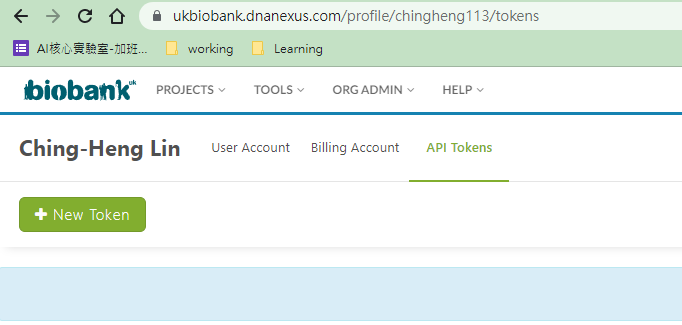 ukbiobank.dnanexus.com/profile/chingheng113/tokens
AI核心實驗室-加班... working Learning
biobank uk PROJECTS TOOLS ORG ADMIN HELP
Ching-Heng Lin User Account Billing Account API Tokens
+ New Token